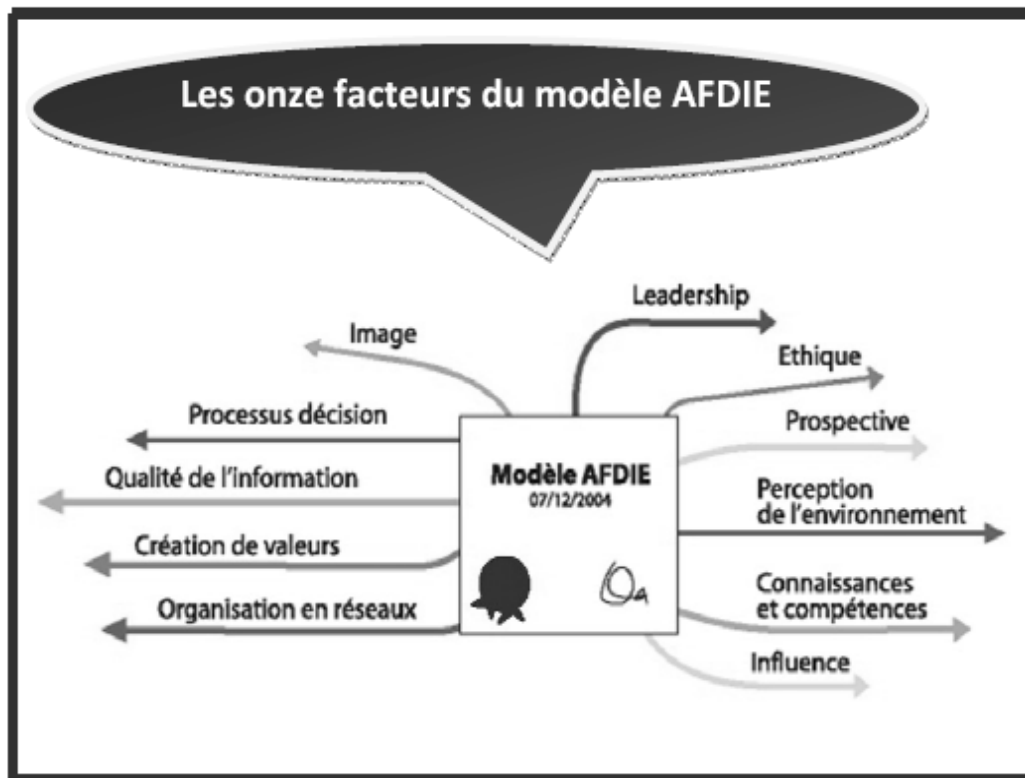 Les onze facteurs du modèle AFDIE
Leadership
Image
Ethique
Processus décision
Prospective
Qualité de l'information
Modèle AFDIE
07/12/2004
Perception
de l'environnement
Création de valeurs
Connaissances
et compétences
Organisation en réseaux
Influence